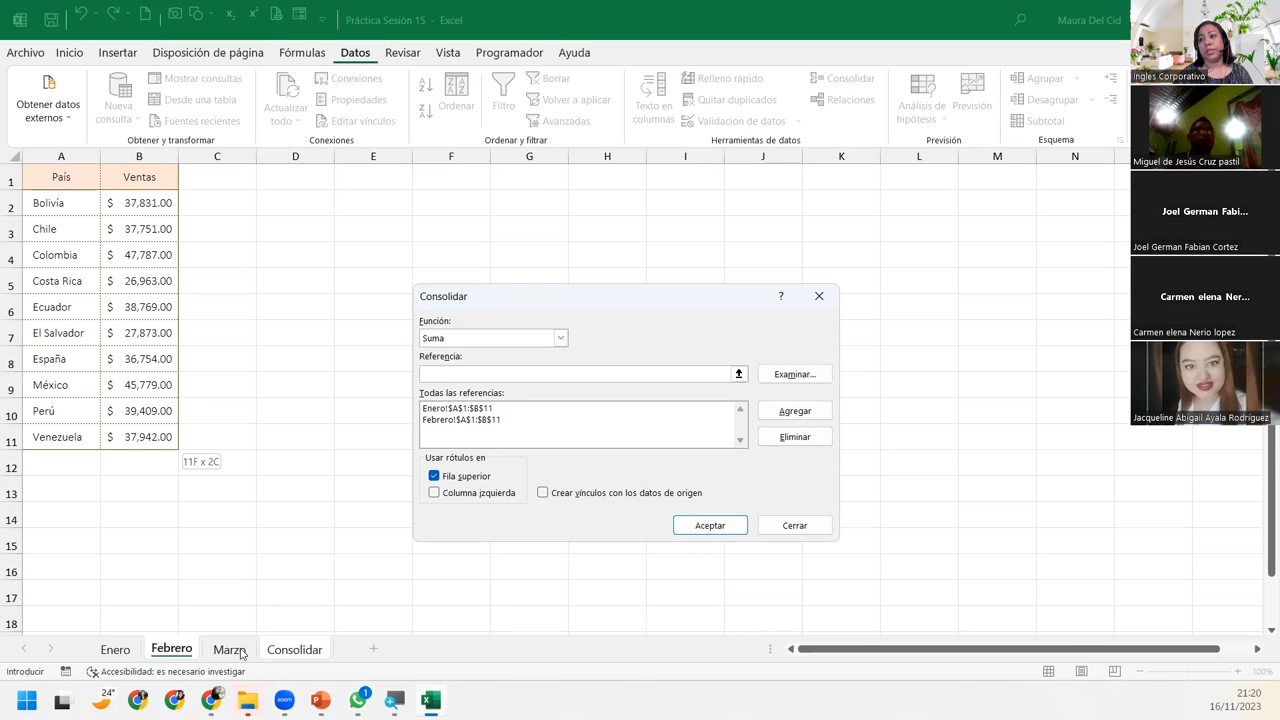 Práctica Sesión 15 - Excel
Maura Del Cid
Archivo Inicio Insertar Disposición de página Fórmulas Datos Revisar Vista Programador Ayuda
Obtener datos externos
Nueva consulta
Mostrar consultas
Desde una tabla
Fuentes recientes
Obtener y transformar
Actualizar todo
Conexiones
Propiedades
Editar vínculos
Conexiones
Ordenar
Filtro
Borrar
Volver a aplicar
Avanzadas
Ordenar y filtrar
Texto en columnas
Relleno rápido
Quitar duplicados
Validación de datos
Consolidar
Relaciones
Herramientas de datos
Análisis de hipótesis
Previsión
Previsión
Agrupar
Desagrupar
Subtotal
Esquema
A B C D E F G H I J K L M N
1 País Ventas
2 Bolivía $ 37,831.00
3 Chile $ 37,751.00
4 Colombia $ 47,787.00
5 Costa Rica $ 26,963.00
6 Ecuador $ 38,769.00
7 El Salvador $ 27,873.00
8 España $ 36,754.00
9 México $ 45,779.00
10 Perú $ 39,409.00
11 Venezuela $ 37,942.00
12
11F x 2C
13
14
15
16
17
18
Consolidar ?
Función:
Suma
Referencia:
Examinar...
Todas las referencias:
Enero!$A$1:$B$11
Febrero!$A$1:$B$11
Agregar
Eliminar
Usar rótulos en
Fila superior
Columna izquierda
Crear vínculos con los datos de origen
Aceptar
Cerrar
Ingles Corporativo
Miguel de Jesús Cruz pastil
Joel German Fabi...
Joel German Fabian Cortez
Carmen elena Ner...
Carmen elena Nerio lopez
Jacqueline Abigail Ayala Rodríguez
Enero Febrero Marzo Consolidar
Introducir
Accesibilidad: es necesario investigar
100%
24°
zoom
1
21:20
16/11/2023